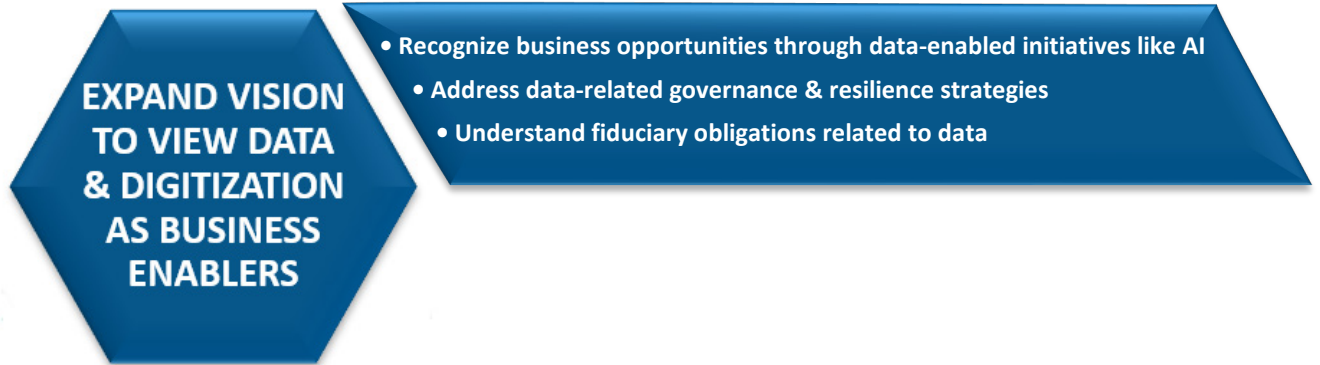 EXPAND VISION
TO VIEW DATA
& DIGITIZATION
AS BUSINESS
ENABLERS
• Recognize business opportunities through data-enabled initiatives like AI
• Address data-related governance & resilience strategies
• Understand fiduciary obligations related to data